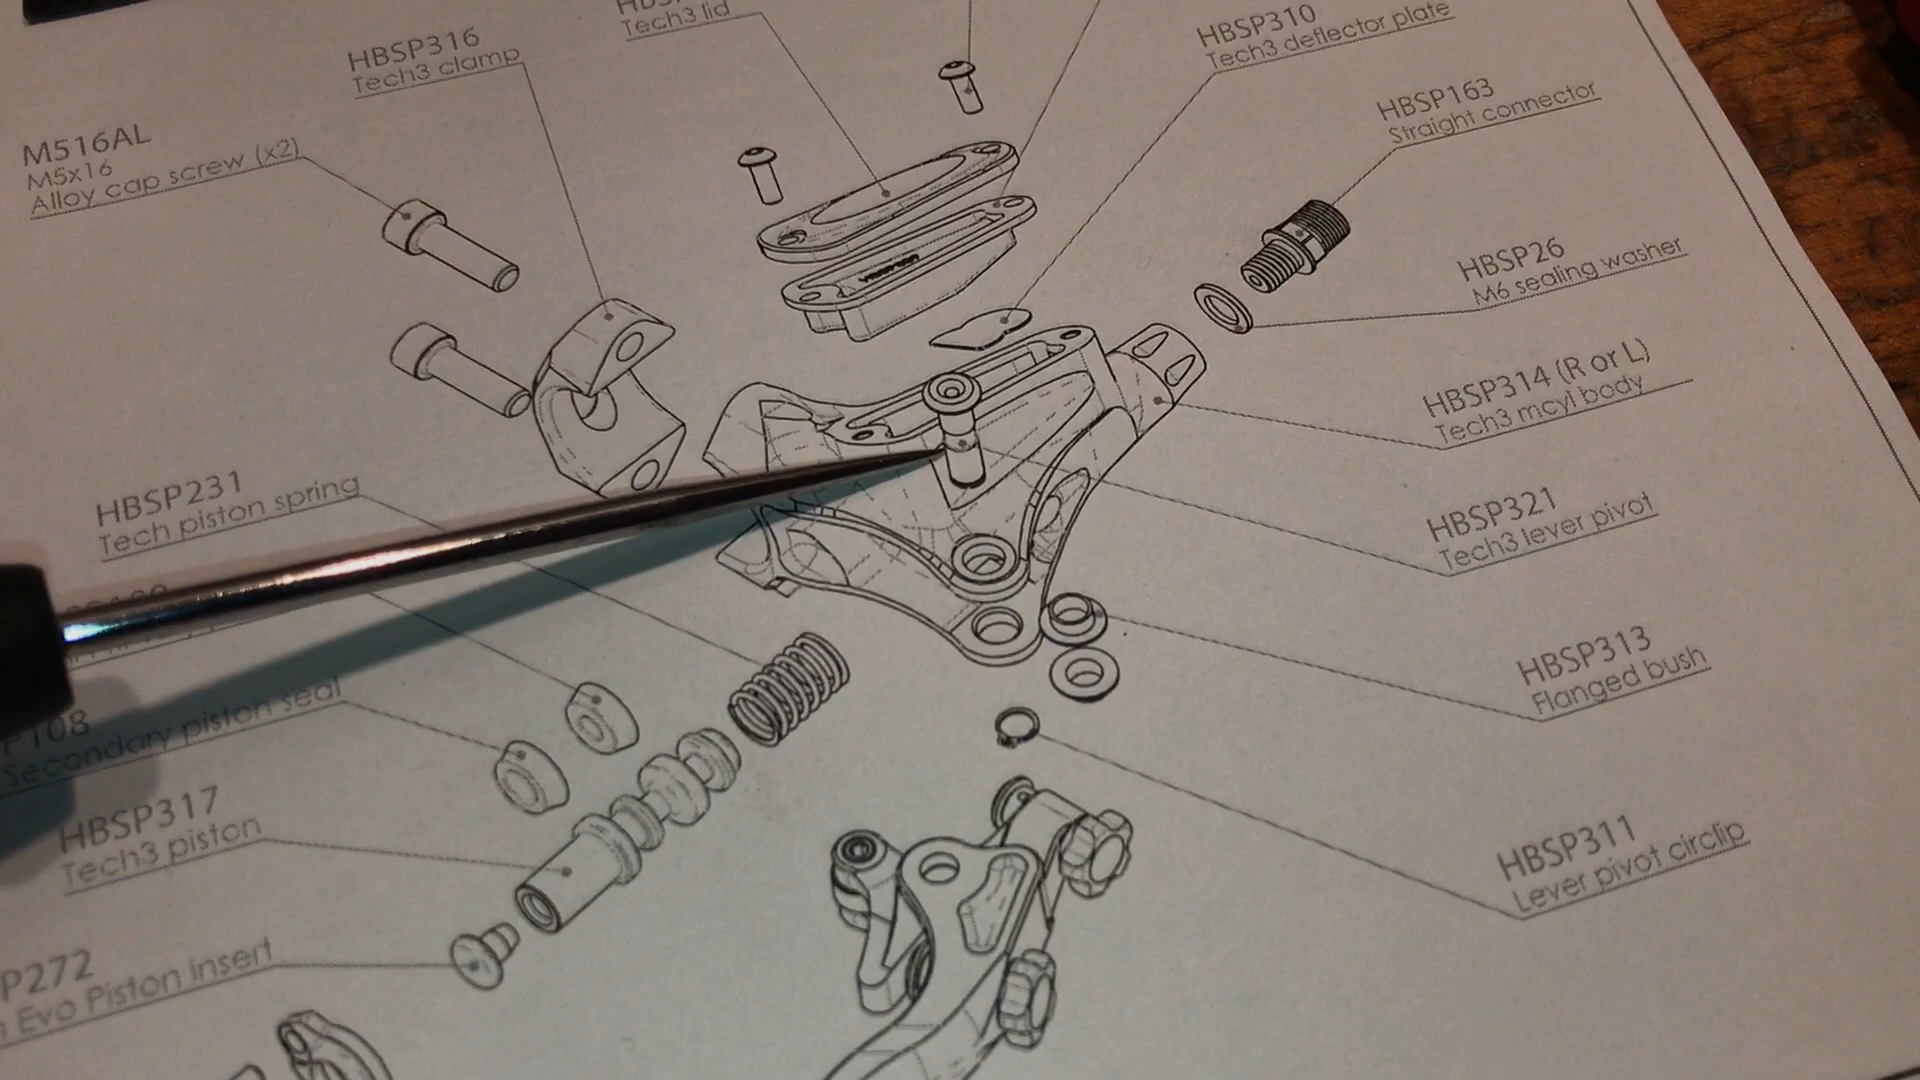 Tech3 lid
HBSP310
Tech3 deflector plate
HBSP316
Tech3 clamp
HBSP163
Straight connector
M516AL
M5x16
Alloy cap screw (x2)
HBSP26
M6 sealing washer
HBSP314 (R or L)
Tech3 mcyl body
HBSP231
Tech piston spring
HBSP321
Tech3 lever pivot
HBSP313
Flanged bush
P108
Secondary piston seal
HBSP317
Tech3 piston
HBSP311
Lever pivot circlip
P272
Evo Piston insert